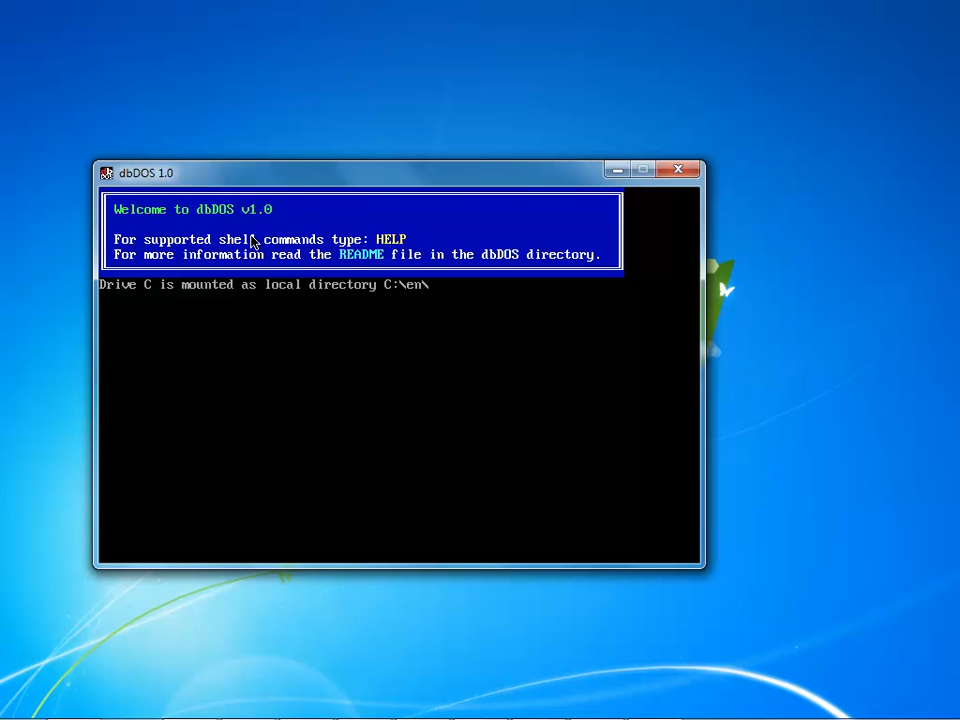 dbDOS 1.0
Welcome to dbDOS v1.0
For supported shell commands type: HELP
For more information read the README file in the dbDOS directory.
Drive C is mounted as local directory C:\en\